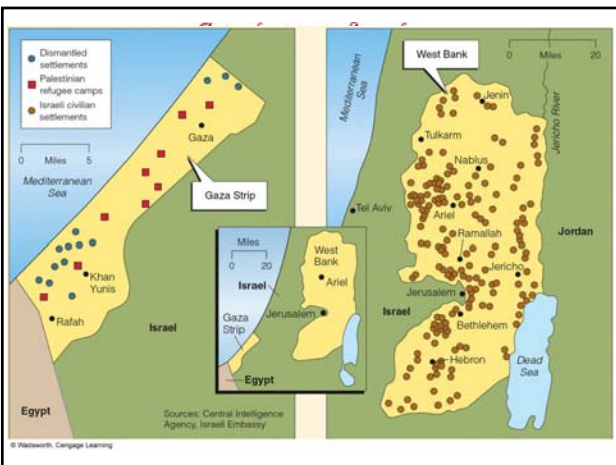 Dismantled
settlements
Palestinian
refugee camps
Israeli civilian
settlements
0 5
Miles
Mediterranean
Sea
Gaza
Gaza Strip
Khan
Yunis
Rafah
Israel
Egypt
Sources: Central Intelligence
Agency, Israeli Embassy
Miles
0 20
West
Bank
Israel
Ariel
Jerusalem
Gaza
Strip
Egypt
West Bank
0 20
Miles
Mediterranean
Sea
Jenin
Jericho River
Tulkarm
Nablus
Tel Aviv
Ariel
Ramallah
Jordan
Jericho
Jerusalem
Israel
Bethlehem
Hebron
Dead
Sea
© Wadsworth, Cengage Learning